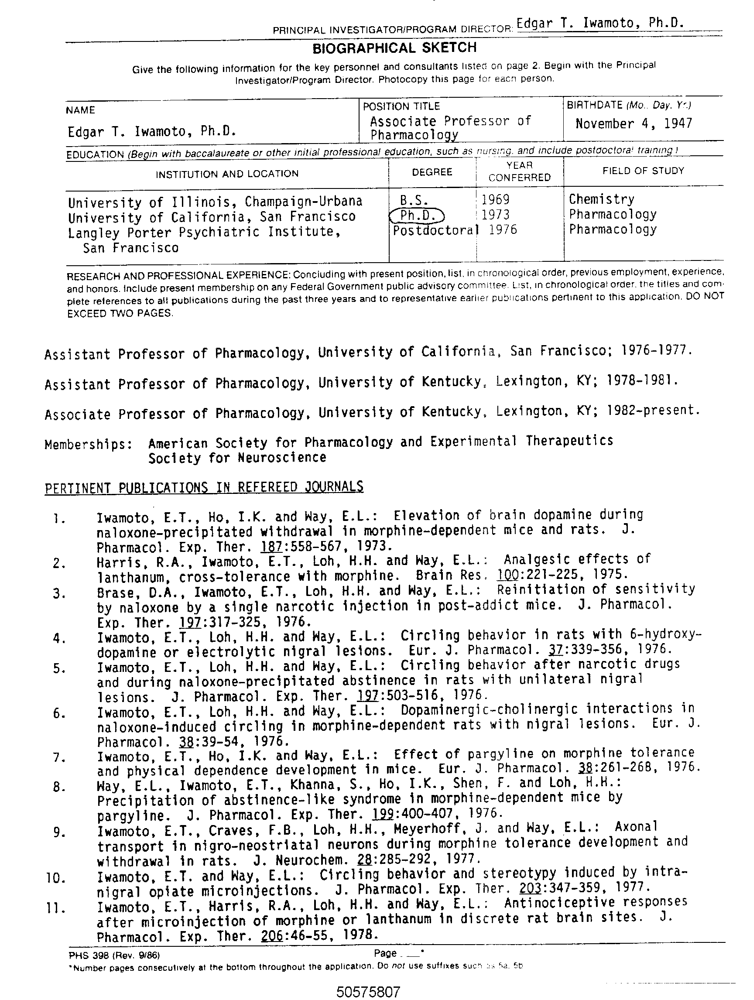 PRINCIPAL INVESTIGATOR/PROGRAM DIRECTOR: Edgar T. Iwamoto, Ph.D.
BIOGRAPHICAL SKETCH
Give the following information for the key personnel and consultants listed on page 2. Begin with the Principal
Investigator/Program Director. Photocopy this page for each person.
NAME POSITION TITLE BIRTHDATE (Mo., Day, Yr.)
Edgar T. Iwamoto, Ph.D. Associate Professor of Pharmacology November 4, 1947
EDUCATION (Begin with baccalaureate or other initial professional education, such as nursing, and include postdoctoral training.)
INSTITUTION AND LOCATION DEGREE YEAR CONFERRED FIELD OF STUDY
University of Illinois, Champaign-Urbana B.S. 1969 Chemistry
University of California, San Francisco Ph.D. 1973 Pharmacology
Langley Porter Psychiatric Institute, Postdoctoral 1976 Pharmacology
San Francisco
RESEARCH AND PROFESSIONAL EXPERIENCE: Concluding with present position, list, in chronological order, previous employment, experience,
and honors. Include present membership on any Federal Government public advisory committee. List, in chronological order, the titles and com-
plete references to all publications during the past three years and to representative earlier publications pertinent to this application. DO NOT
EXCEED TWO PAGES.
Assistant Professor of Pharmacology, University of California, San Francisco; 1976-1977.
Assistant Professor of Pharmacology, University of Kentucky, Lexington, KY; 1978-1981.
Associate Professor of Pharmacology, University of Kentucky, Lexington, KY; 1982-present.
Memberships: American Society for Pharmacology and Experimental Therapeutics
Society for Neuroscience
PERTINENT PUBLICATIONS IN REFEREED JOURNALS
1. Iwamoto, E.T., Ho, I.K. and Way, E.L.: Elevation of brain dopamine during
naloxone-precipitated withdrawal in morphine-dependent mice and rats. J.
Pharmacol. Exp. Ther. 187:558-567, 1973.
2. Harris, R.A., Iwamoto, E.T., Loh, H.H. and Way, E.L.: Analgesic effects of
lanthanum, cross-tolerance with morphine. Brain Res. 100:221-225, 1975.
3. Brase, D.A., Iwamoto, E.T., Loh, H.H. and Way, E.L.: Reinitiation of sensitivity
by naloxone by a single narcotic injection in post-addict mice. J. Pharmacol.
Exp. Ther. 197:317-325, 1976.
4. Iwamoto, E.T., Loh, H.H. and Way, E.L.: Circling behavior in rats with 6-hydroxy-
dopamine or electrolytic nigral lesions. Eur. J. Pharmacol. 37:339-356, 1976.
5. Iwamoto, E.T., Loh, H.H. and Way, E.L.: Circling behavior after narcotic drugs
and during naloxone-precipitated abstinence in rats with unilateral nigral
lesions. J. Pharmacol. Exp. Ther. 197:503-516, 1976.
6. Iwamoto, E.T., Loh, H.H. and Way, E.L.: Dopaminergic-cholinergic interactions in
naloxone-induced circling in morphine-dependent rats with nigral lesions. Eur. J.
Pharmacol. 38:39-54, 1976.
7. Iwamoto, E.T., Ho, I.K. and Way, E.L.: Effect of pargyline on morphine tolerance
and physical dependence development in mice. Eur. J. Pharmacol. 38:261-268, 1976.
8. Way, E.L., Iwamoto, E.T., Khanna, S., Ho, I.K., Shen, F. and Loh, H.H.:
Precipitation of abstinence-like syndrome in morphine-dependent mice by
pargyline. J. Pharmacol. Exp. Ther. 199:400-407, 1976.
9. Iwamoto, E.T., Craves, F.B., Loh, H.H., Meyerhoff, J. and Way, E.L.: Axonal
transport in nigro-neostriatal neurons during morphine tolerance development and
withdrawal in rats. J. Neurochem. 28:285-292, 1977.
10. Iwamoto, E.T. and Way, E.L.: Circling behavior and stereotypy induced by intra-
nigral opiate microinjections. J. Pharmacol. Exp. Ther. 203:347-359, 1977.
11. Iwamoto, E.T., Harris, R.A., Loh, H.H. and Way, E.L.: Antinociceptive responses
after microinjection of morphine or lanthanum in discrete rat brain sites. J.
Pharmacol. Exp. Ther. 206:46-55, 1978.
PHS 398 (Rev. 9/86) Page __*
*Number pages consecutively at the bottom throughout the application. Do not use suffixes such as 5a, 5b
50575807